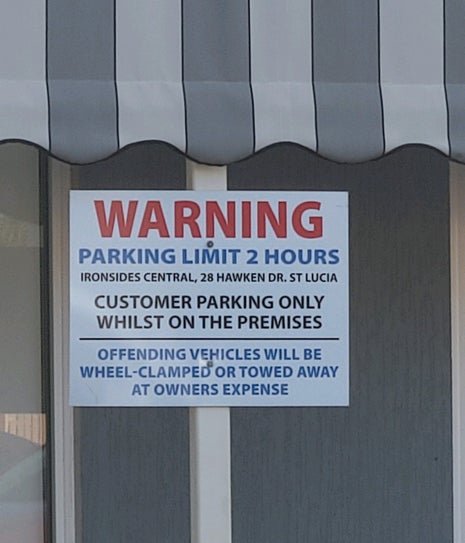 WARNING
PARKING LIMIT 2 HOURS
IRONSIDES CENTRAL, 28 HAWKEN DR. ST LUCIA
CUSTOMER PARKING ONLY
WHILST ON THE PREMISES
OFFENDING VEHICLES WILL BE
WHEEL-CLAMPED OR TOWED AWAY
AT OWNERS EXPENSE